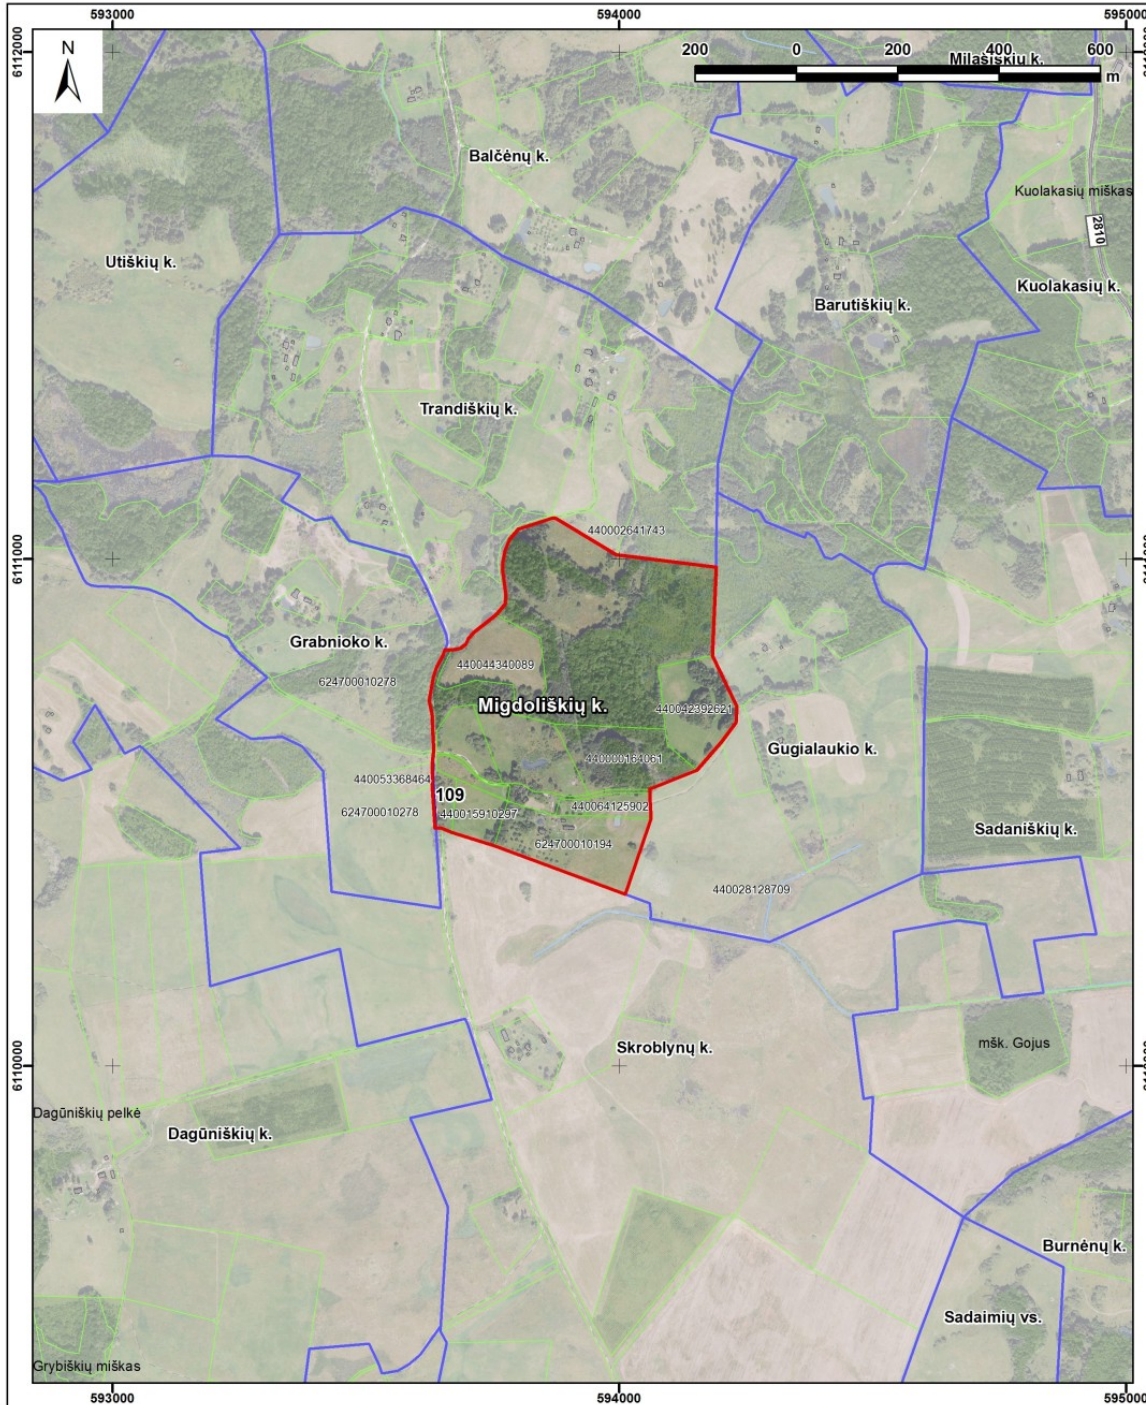 593000
594000
595000
6112000
N
200
0
200
400
600
m
Milašiškių k.
Balčėnų k.
Kuolakasių miškas
2810
Utiškių k.
Kuolakasių k.
Barutiškių k.
Trandiškių k.
440002641743
6111000
Grabnioko k.
440044340089
624700010278
Migdoliškių k.
440042392621
Gugialaukio k.
440000164061
440053368464
109
440064125902
624700010278
440015910297
Sadaniškių k.
624700010194
440028128709
Skroblynų k.
mšk. Gojus
6110000
6110000
Dagūniškių pelkė
Dagūniškių k.
Burnėnų k.
Sadaimių vs.
Grybiškių miškas
593000
594000
595000